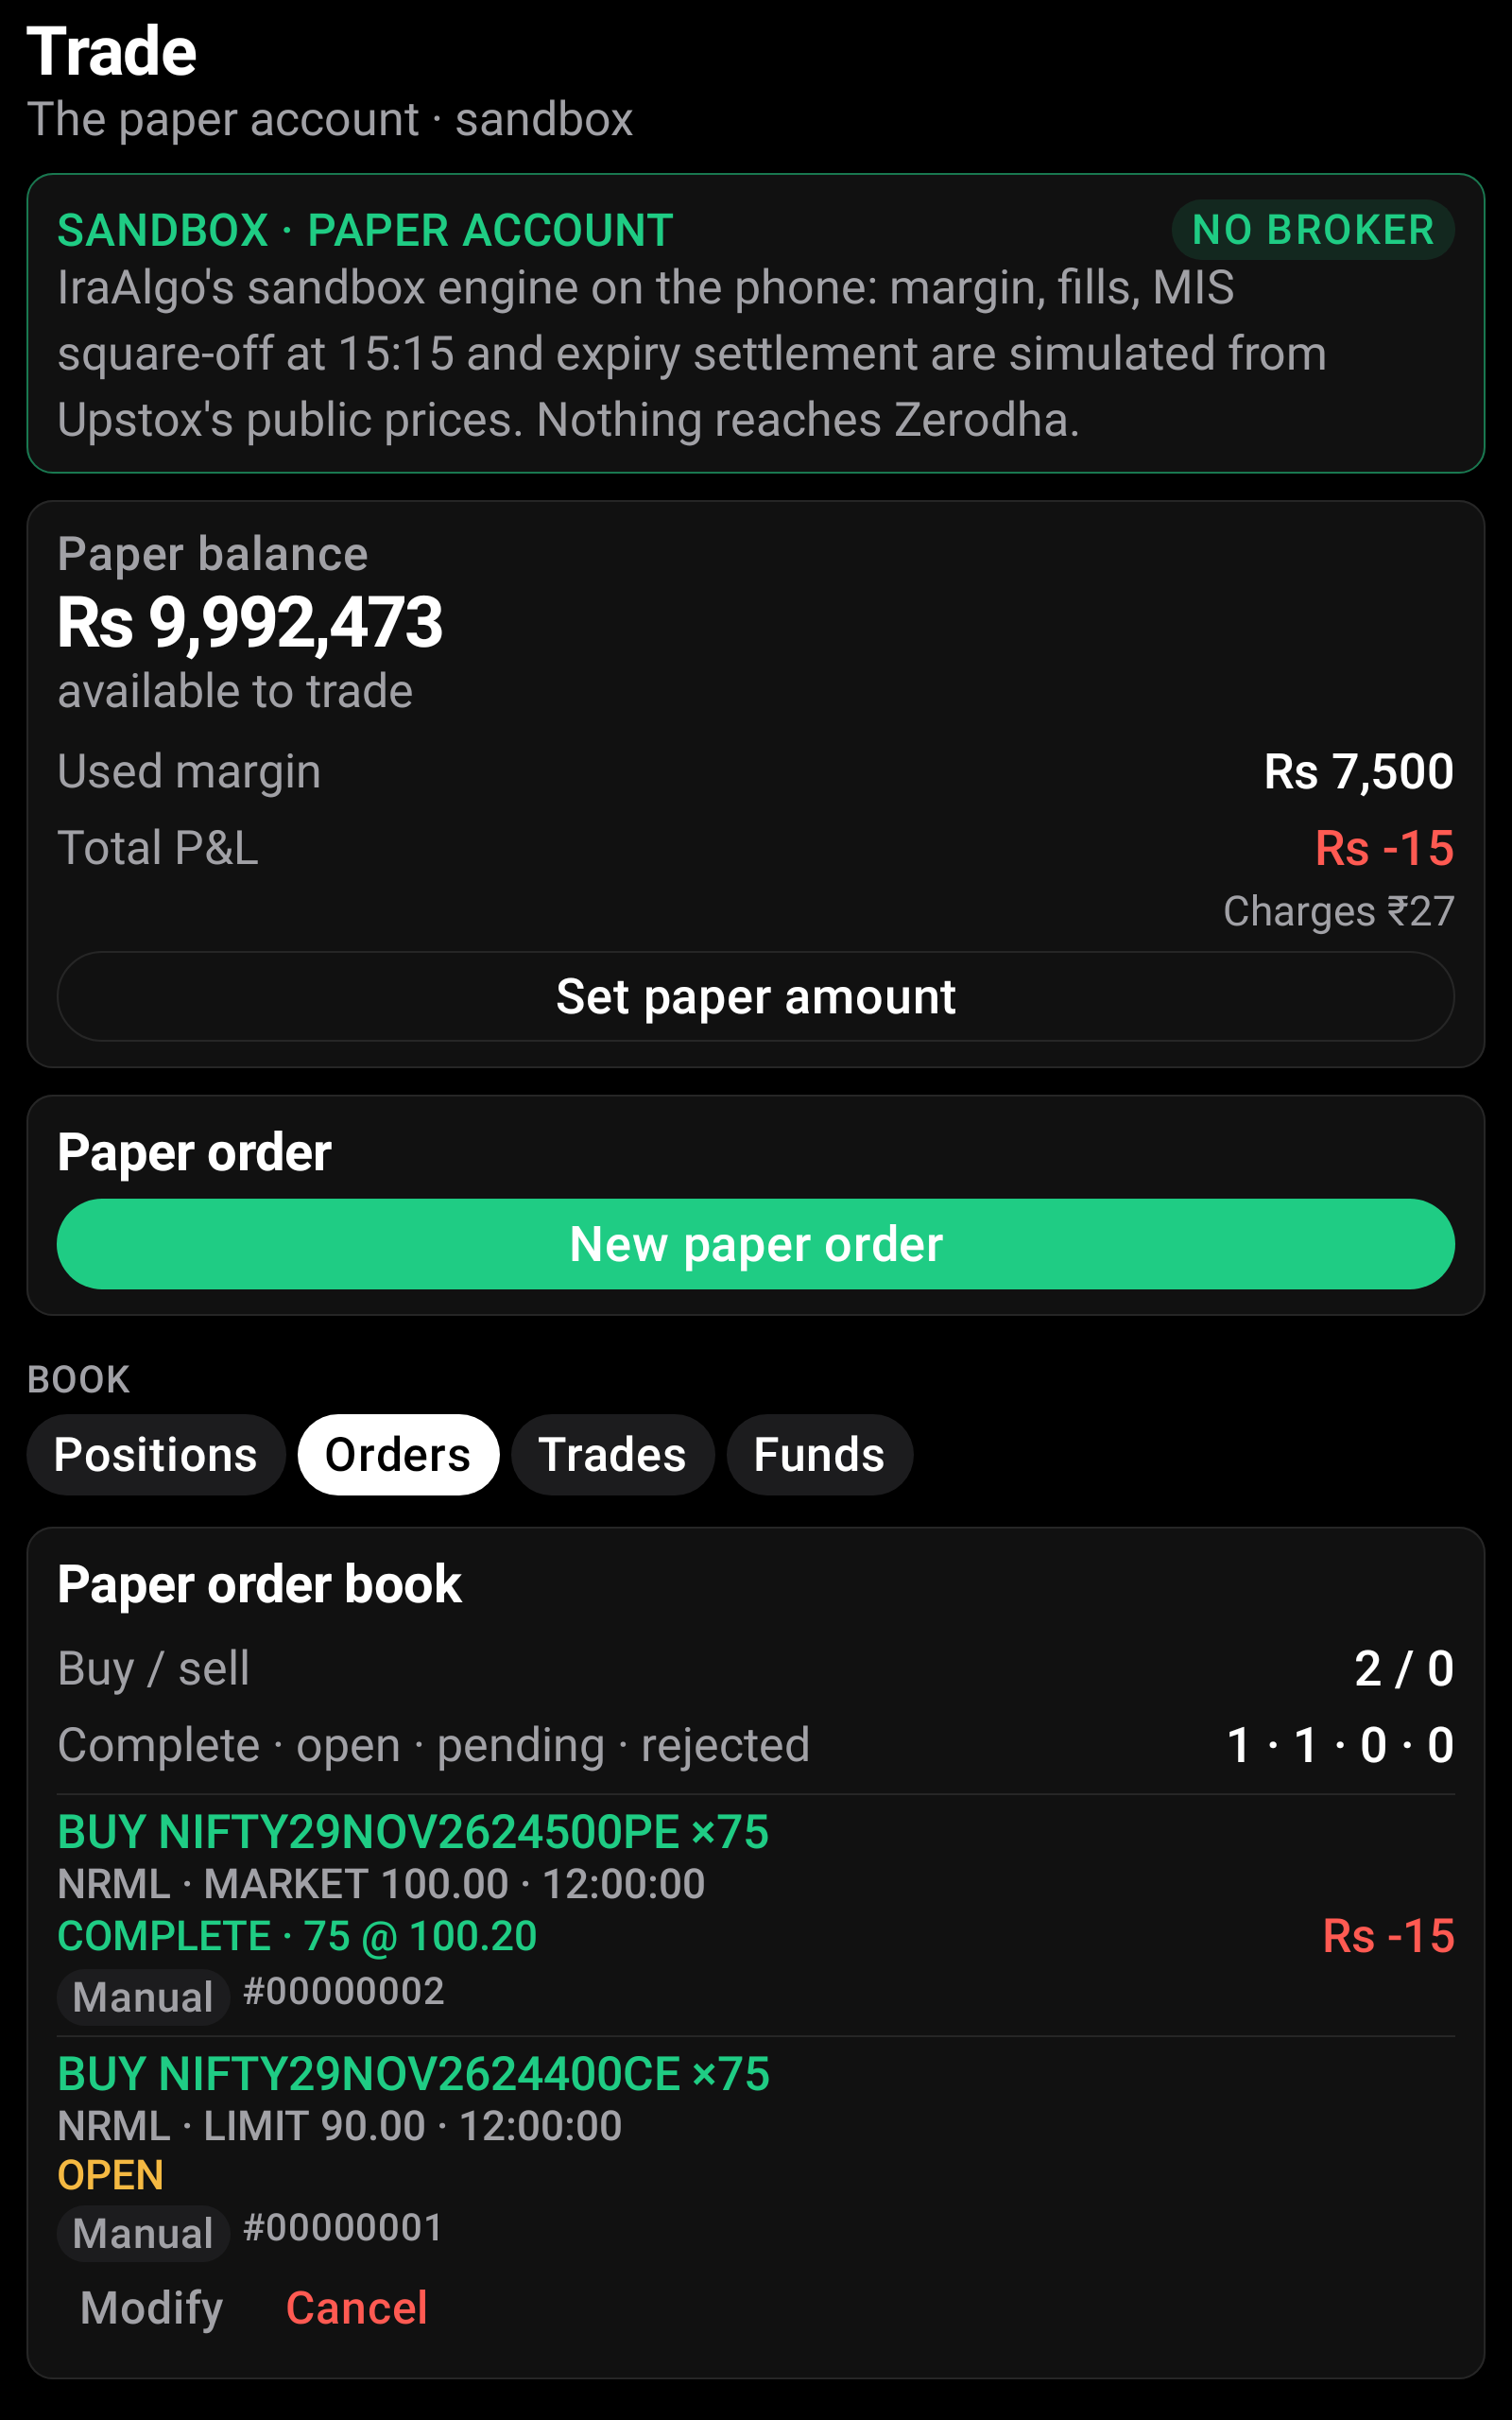 Trade
The paper account · sandbox
SANDBOX · PAPER ACCOUNT
NO BROKER
IraAlgo's sandbox engine on the phone: margin, fills, MIS
square-off at 15:15 and expiry settlement are simulated from
Upstox's public prices. Nothing reaches Zerodha.
Paper balance
Rs 9,992,473
available to trade
Used margin
Rs 7,500
Total P&L
Rs -15
Charges ₹27
Set paper amount
Paper order
New paper order
BOOK
Positions
Orders
Trades
Funds
Paper order book
Buy / sell
2 / 0
Complete · open · pending · rejected
1 · 1 · 0 · 0
BUY NIFTY29NOV2624500PE ×75
NRML · MARKET 100.00 · 12:00:00
COMPLETE · 75 @ 100.20
Rs -15
Manual #00000002
BUY NIFTY29NOV2624400CE ×75
NRML · LIMIT 90.00 · 12:00:00
OPEN
Manual #00000001
Modify
Cancel